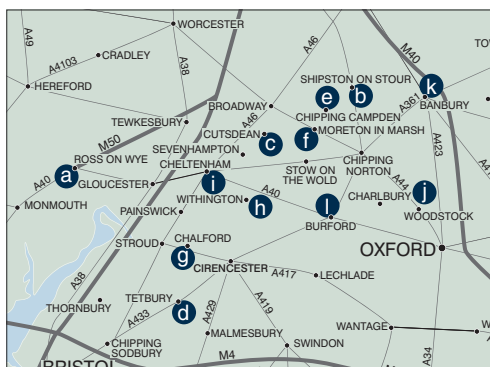 WORCESTER
A49
A46
CRADLEY
A4103
A38
M40
TOW
SHIPSTON ON STOUR
k
HEREFORD
e
b
A361
BANBURY
BROADWAY
A46
CHIPPING CAMPDEN
TEWKESBURY
CUTSDEAN
c
f
MORETON IN MARSH
A423
M50
SEVENHAMPTON
ROSS ON WYE
CHELTENHAM
STOW ON
THE WOLD
CHIPPING
NORTON
a
A40
GLOUCESTER
i
A40
A44
CHARLBURY
j
MONMOUTH
WITHINGTON
h
l
WOODSTOCK
PAINSWICK
BURFORD
STROUD
CHALFORD
OXFORD
g
CIRENCESTER
A417
LECHLADE
A38
TETBURY
THORNBURY
A433
d
A429
A419
WANTAGE
W
CHIPPING
SODBURY
MALMESBURY
SWINDON
A34
BRISTOL
M4